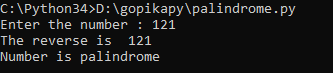 C:\Python34>D:\gopikapy\palindrome.py
Enter the number : 121
The reverse is  121
Number is palindrome